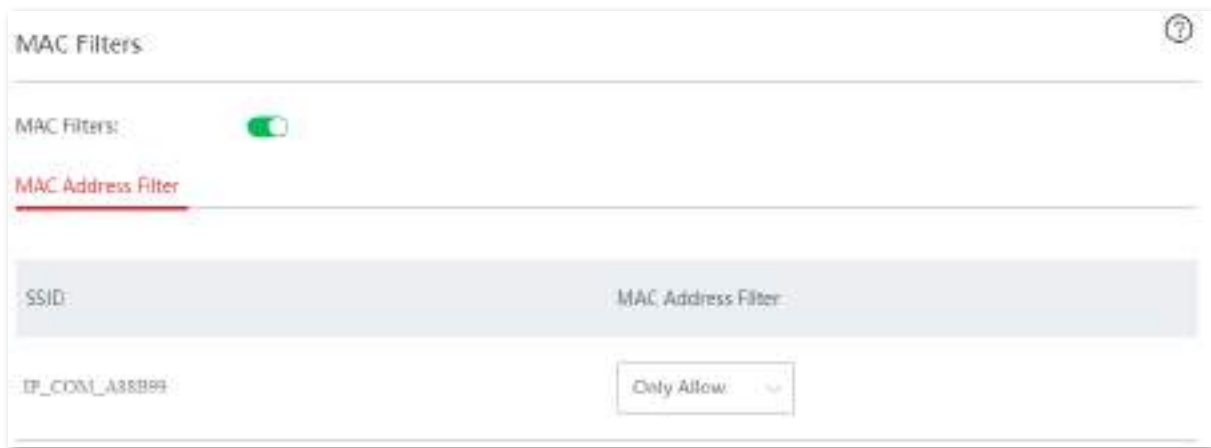 MAC Filters
MAC Filters:
MAC Address Filter
SSID MAC Address Filter
IP_COM_A88B99 Only Allow